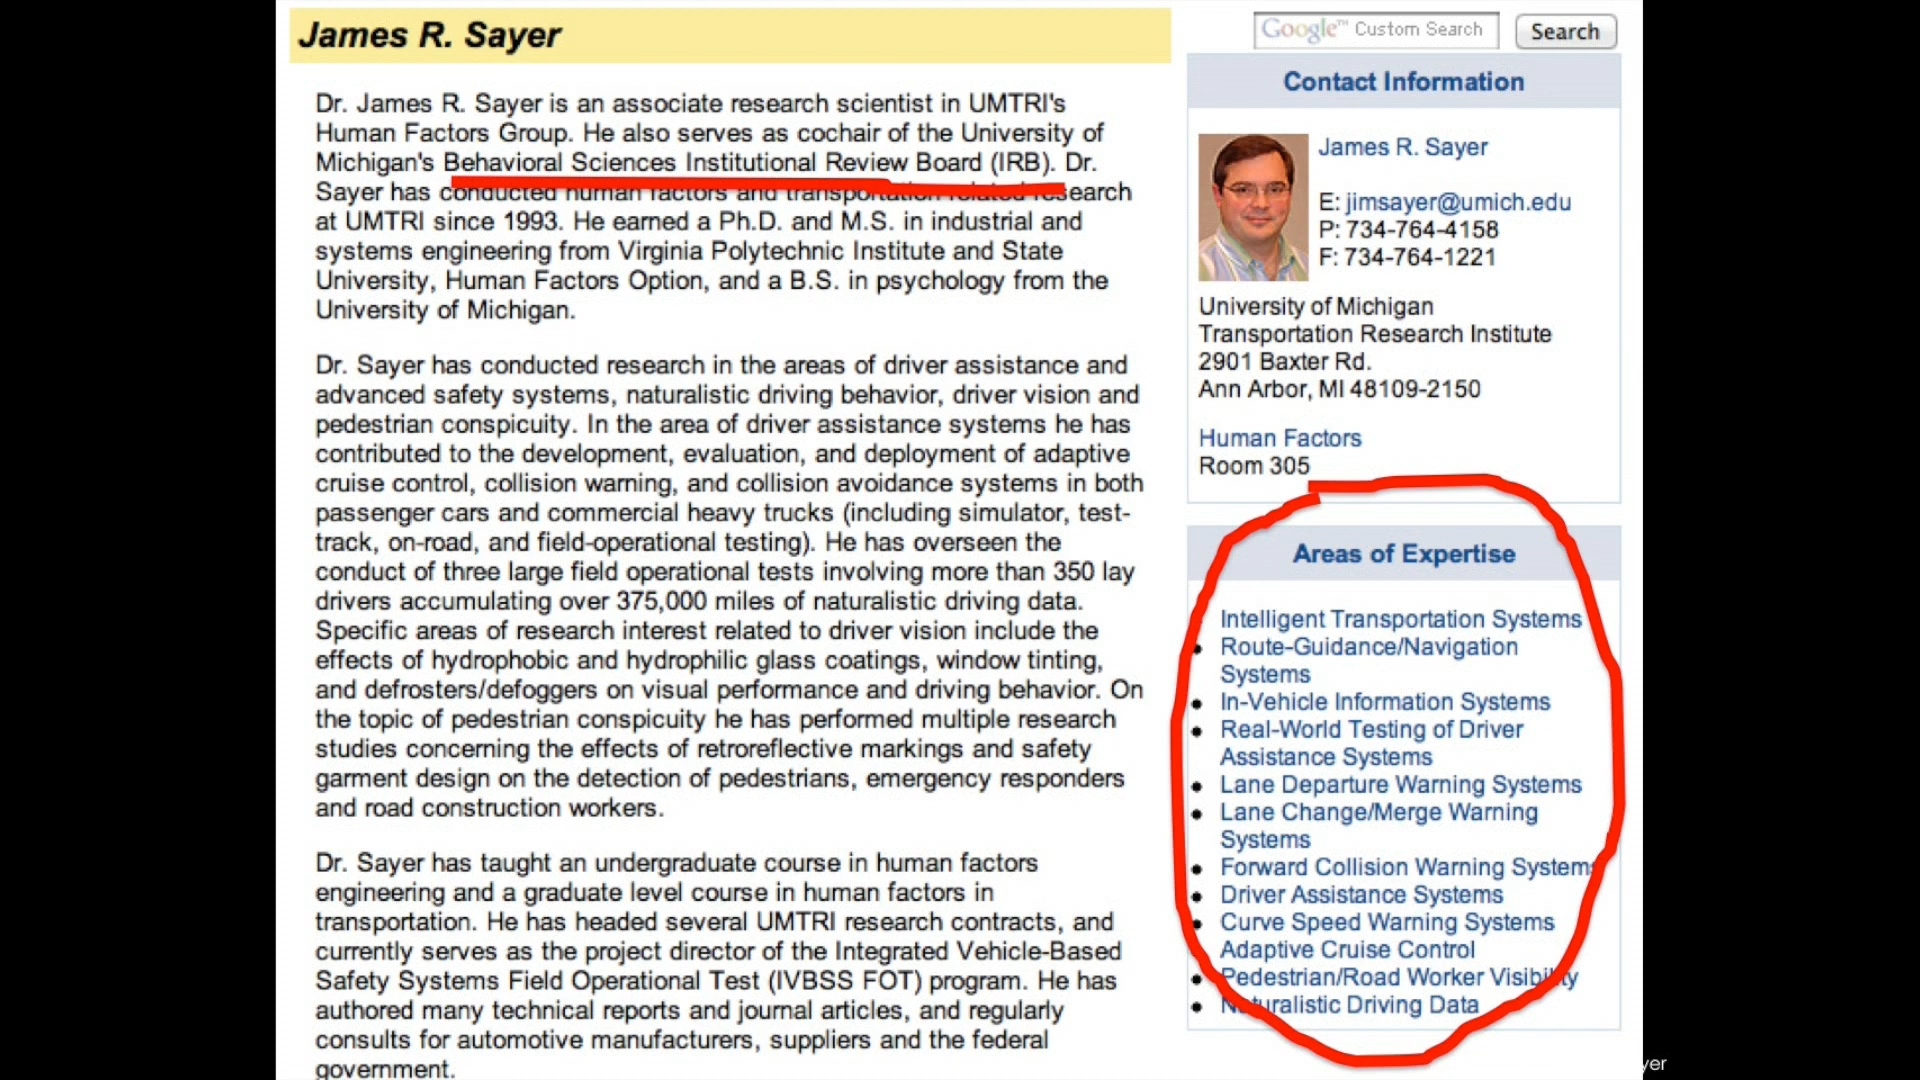 James R. Sayer
Dr. James R. Sayer is an associate research scientist in UMTRI's
Human Factors Group. He also serves as cochair of the University of
Michigan's Behavioral Sciences Institutional Review Board (IRB). Dr.
Sayer has conducted human factors and transportation related research
at UMTRI since 1993. He earned a Ph.D. and M.S. in industrial and
systems engineering from Virginia Polytechnic Institute and State
University, Human Factors Option, and a B.S. in psychology from the
University of Michigan.
Dr. Sayer has conducted research in the areas of driver assistance and
advanced safety systems, naturalistic driving behavior, driver vision and
pedestrian conspicuity. In the area of driver assistance systems he has
contributed to the development, evaluation, and deployment of adaptive
cruise control, collision warning, and collision avoidance systems in both
passenger cars and commercial heavy trucks (including simulator, test-
track, on-road, and field-operational testing). He has overseen the
conduct of three large field operational tests involving more than 350 lay
drivers accumulating over 375,000 miles of naturalistic driving data.
Specific areas of research interest related to driver vision include the
effects of hydrophobic and hydrophilic glass coatings, window tinting,
and defrosters/defoggers on visual performance and driving behavior. On
the topic of pedestrian conspicuity he has performed multiple research
studies concerning the effects of retroreflective markings and safety
garment design on the detection of pedestrians, emergency responders
and road construction workers.
Dr. Sayer has taught an undergraduate course in human factors
engineering and a graduate level course in human factors in
transportation. He has headed several UMTRI research contracts, and
currently serves as the project director of the Integrated Vehicle-Based
Safety Systems Field Operational Test (IVBSS FOT) program. He has
authored many technical reports and journal articles, and regularly
consults for automotive manufacturers, suppliers and the federal
government.
Google™ Custom Search Search
Contact Information
James R. Sayer
E: jimsayer@umich.edu
P: 734-764-4158
F: 734-764-1221
University of Michigan
Transportation Research Institute
2901 Baxter Rd.
Ann Arbor, MI 48109-2150
Human Factors
Room 305
Areas of Expertise
Intelligent Transportation Systems
Route-Guidance/Navigation
Systems
In-Vehicle Information Systems
Real-World Testing of Driver
Assistance Systems
Lane Departure Warning Systems
Lane Change/Merge Warning
Systems
Forward Collision Warning Systems
Driver Assistance Systems
Curve Speed Warning Systems
Adaptive Cruise Control
Pedestrian/Road Worker Visibility
Naturalistic Driving Data